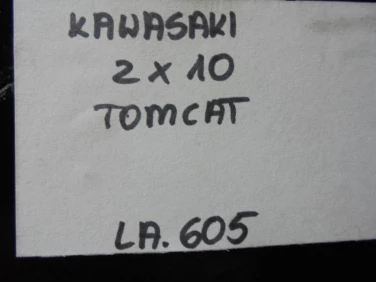 KAWASAKI
2 X 10
TOMCAT
LA. 605